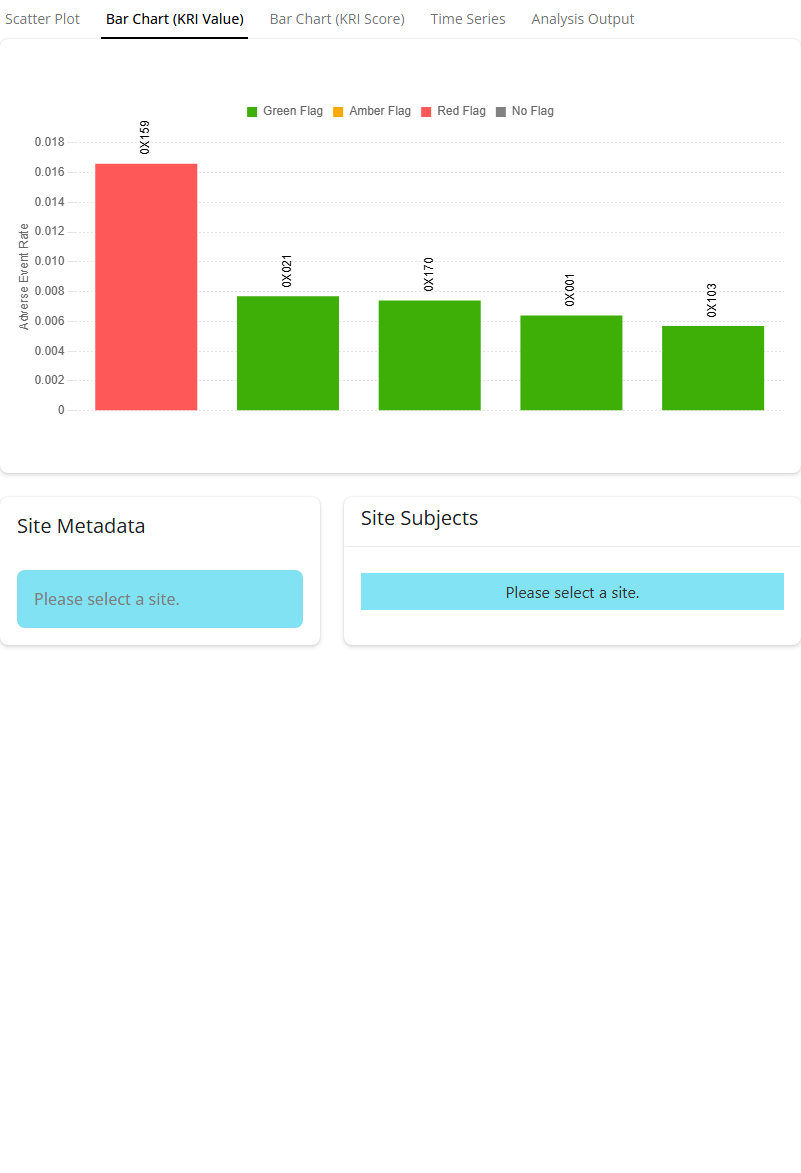 Scatter Plot Bar Chart (KRI Value) Bar Chart (KRI Score) Time Series Analysis Output
Green Flag Amber Flag Red Flag No Flag
Adverse Event Rate
0.018
0.016
0.014
0.012
0.010
0.008
0.006
0.004
0.002
0
0X159
0X021
0X170
0X001
0X103
Site Metadata
Please select a site.
Site Subjects
Please select a site.